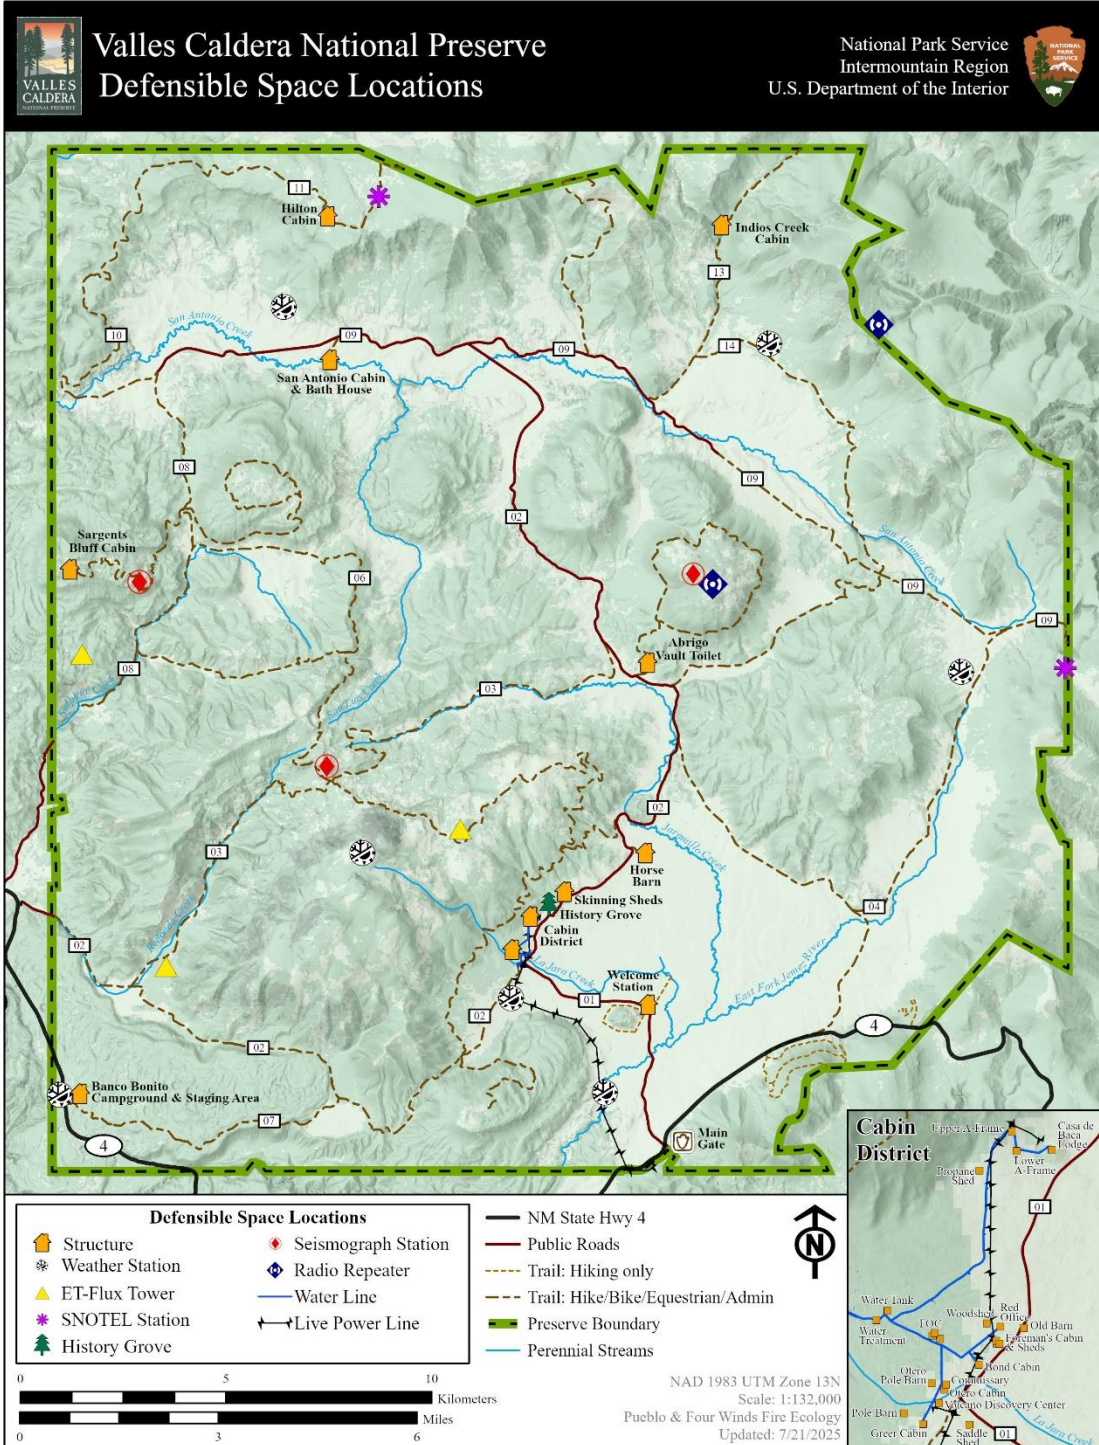 VALLES
CALDERA
NATIONAL PRESERVE
Valles Caldera National Preserve
Defensible Space Locations
National Park Service
Intermountain Region
U.S. Department of the Interior
NATIONAL
PARK
SERVICE
11
Hilton
Cabin
Indios Creek
Cabin
13
San Antonio Creek
10
09
09
14
San Antonio Cabin
& Bath House
08
09
02
Sargents
Bluff Cabin
San Antonio Creek
06
09
09
Abrigo
Vault Toilet
08
03
San Luis Creek
02
Jaramillo Creek
03
Horse
Barn
Skinning Sheds
History Grove
04
Cabin
District
Redondo Creek
02
La Jara Creek
Welcome
Station
East Fork Jemez River
01
02
4
02
Banco Bonito
Campground & Staging Area
07
4
Main
Gate
Cabin
District
Upper A-Frame
Casa de
Baca
Lodge
Lower
A-Frame
Propane
Shed
01
Water Tank
Water
Treatment
EOC
Woodshed
Red
Office
Old Barn
Foreman's Cabin
& Sheds
Bond Cabin
Otero
Pole Barn
Commissary
Otero Cabin
Volcano Discovery Center
Pole Barn
Greer Cabin
Saddle
Shed
01
La Jara Creek
Defensible Space Locations
Structure
Weather Station
ET-Flux Tower
SNOTEL Station
History Grove
Seismograph Station
Radio Repeater
Water Line
Live Power Line
NM State Hwy 4
Public Roads
Trail: Hiking only
Trail: Hike/Bike/Equestrian/Admin
Preserve Boundary
Perennial Streams
N
0 5 10
Kilometers
Miles
0 3 6
NAD 1983 UTM Zone 13N
Scale: 1:132,000
Pueblo & Four Winds Fire Ecology
Updated: 7/21/2025